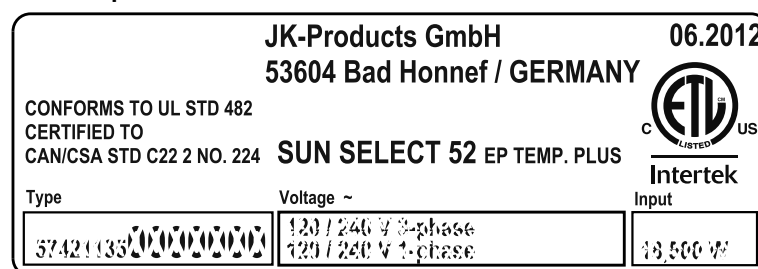 JK-Products GmbH 06.2012
53604 Bad Honnef / GERMANY
CONFORMS TO UL STD 482
CERTIFIED TO
CAN/CSA STD C22 2 NO. 224
SUN SELECT 52 EP TEMP. PLUS
C ETL CM US
LISTED
Intertek
Type Voltage ~ Input
120 / 240 V 3-phase
120 / 240 V 1-phase